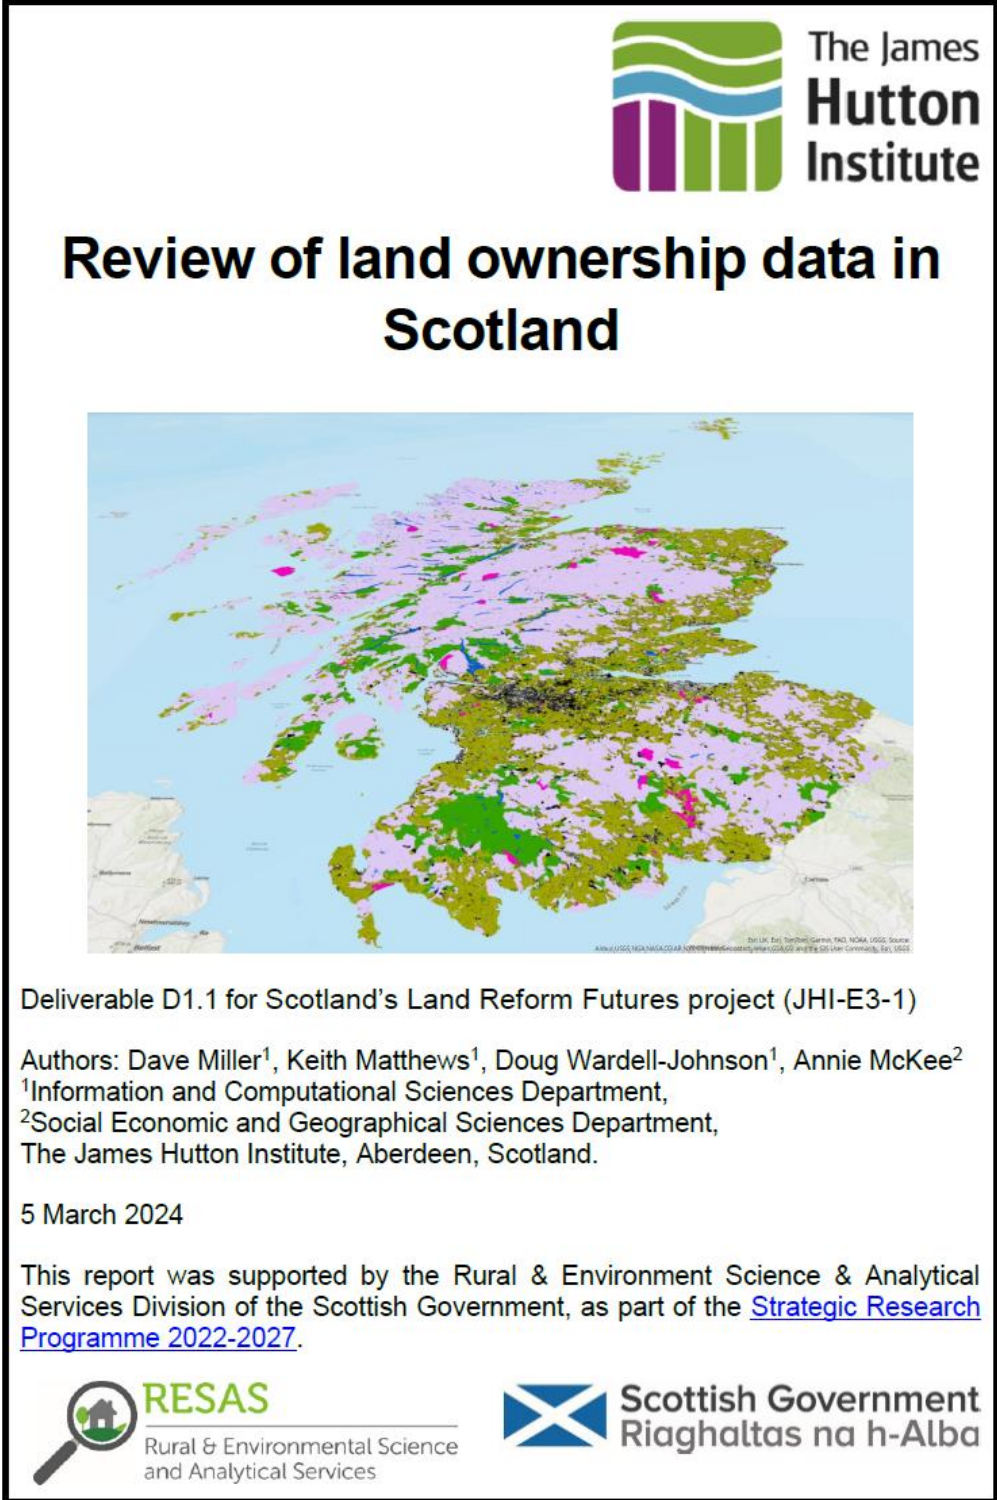 The James
Hutton
Institute
Review of land ownership data in
Scotland
Belfast
Deliverable D1.1 for Scotland’s Land Reform Futures project (JHI-E3-1)
Authors: Dave Miller¹, Keith Matthews¹, Doug Wardell-Johnson¹, Annie McKee²
¹Information and Computational Sciences Department,
²Social Economic and Geographical Sciences Department,
The James Hutton Institute, Aberdeen, Scotland.
5 March 2024
This report was supported by the Rural & Environment Science & Analytical
Services Division of the Scottish Government, as part of the Strategic Research
Programme 2022-2027.
RESAS
Rural & Environmental Science
and Analytical Services
Scottish Government
Riaghaltas na h-Alba